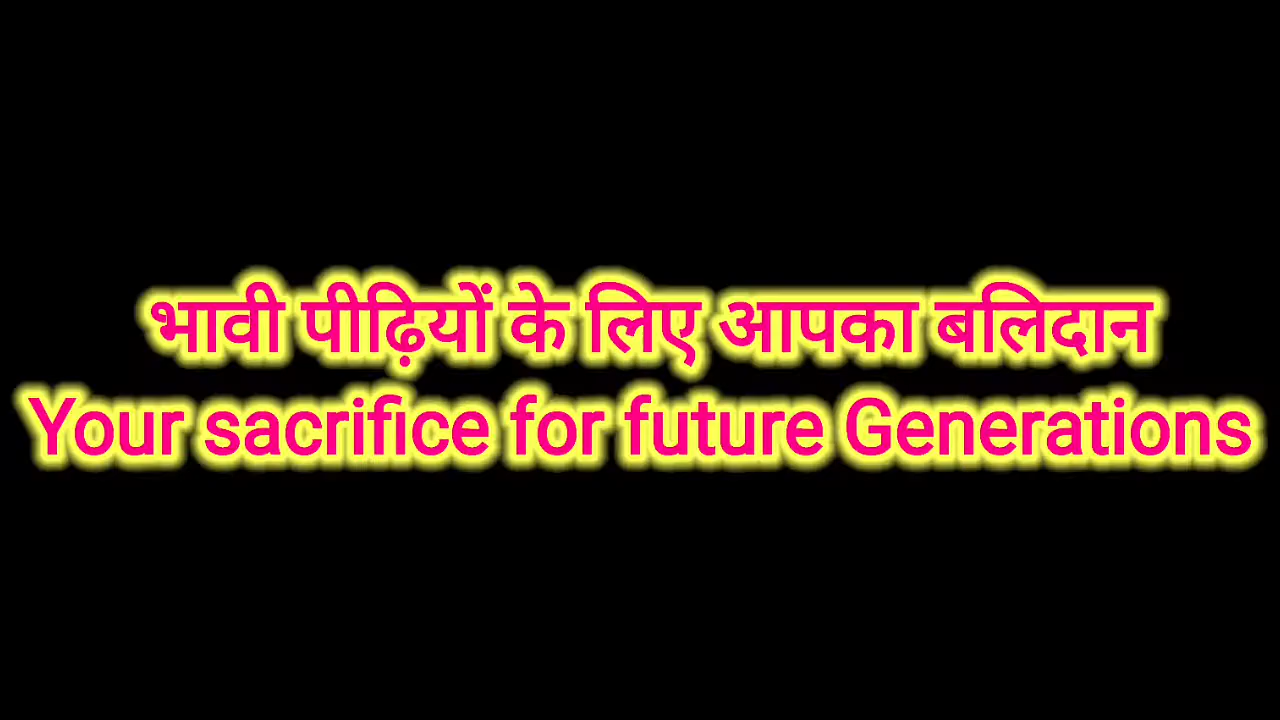 भावी पीढ़ियों के लिए आपका बलिदान
Your sacrifice for future Generations